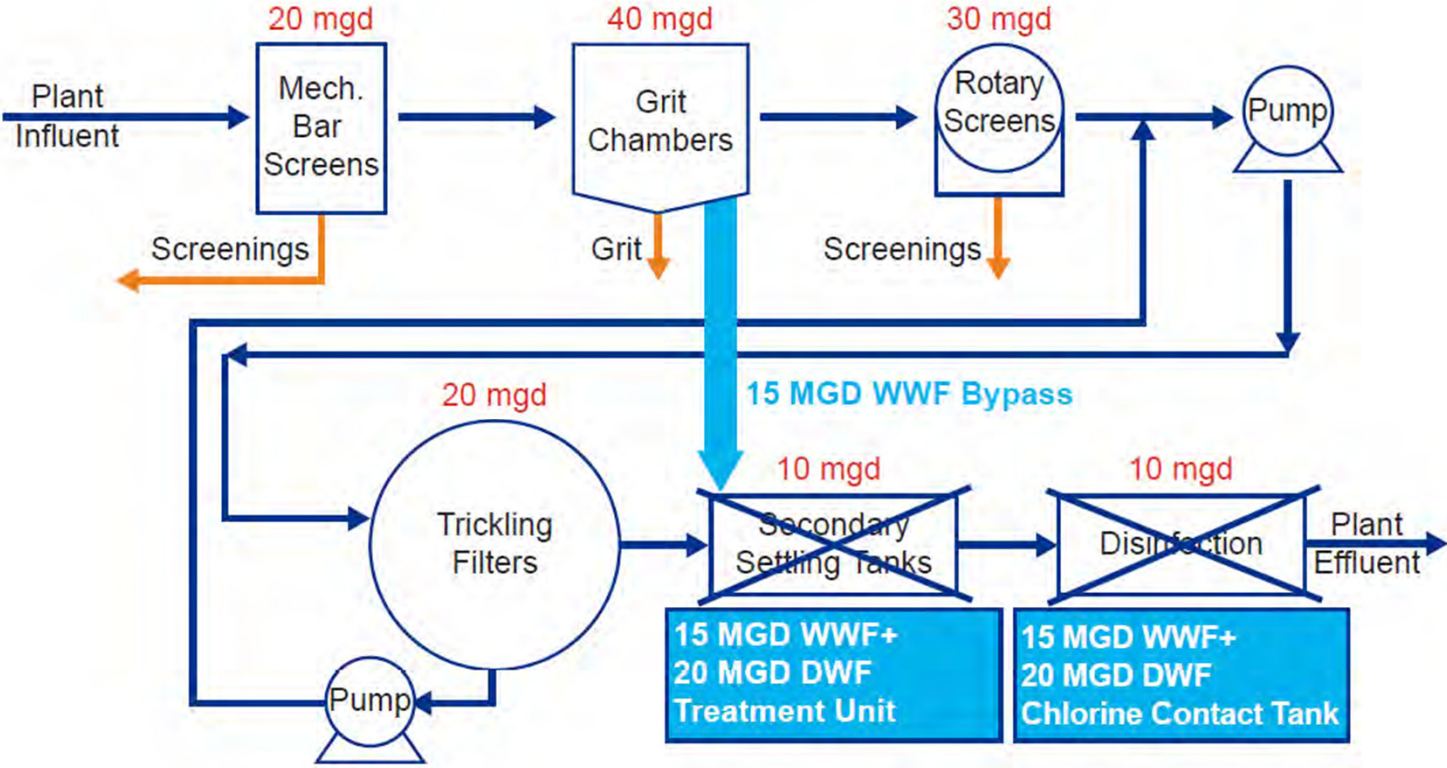 20 mgd
40 mgd
30 mgd
Plant
Influent
Mech.
Bar
Screens
Grit
Chambers
Rotary
Screens
Pump
Screenings
Grit
Screenings
15 MGD WWF Bypass
20 mgd
10 mgd
10 mgd
Trickling
Filters
Secondary
Settling Tanks
Disinfection
Plant
Effluent
15 MGD WWF+
20 MGD DWF
Treatment Unit
15 MGD WWF+
20 MGD DWF
Chlorine Contact Tank
Pump